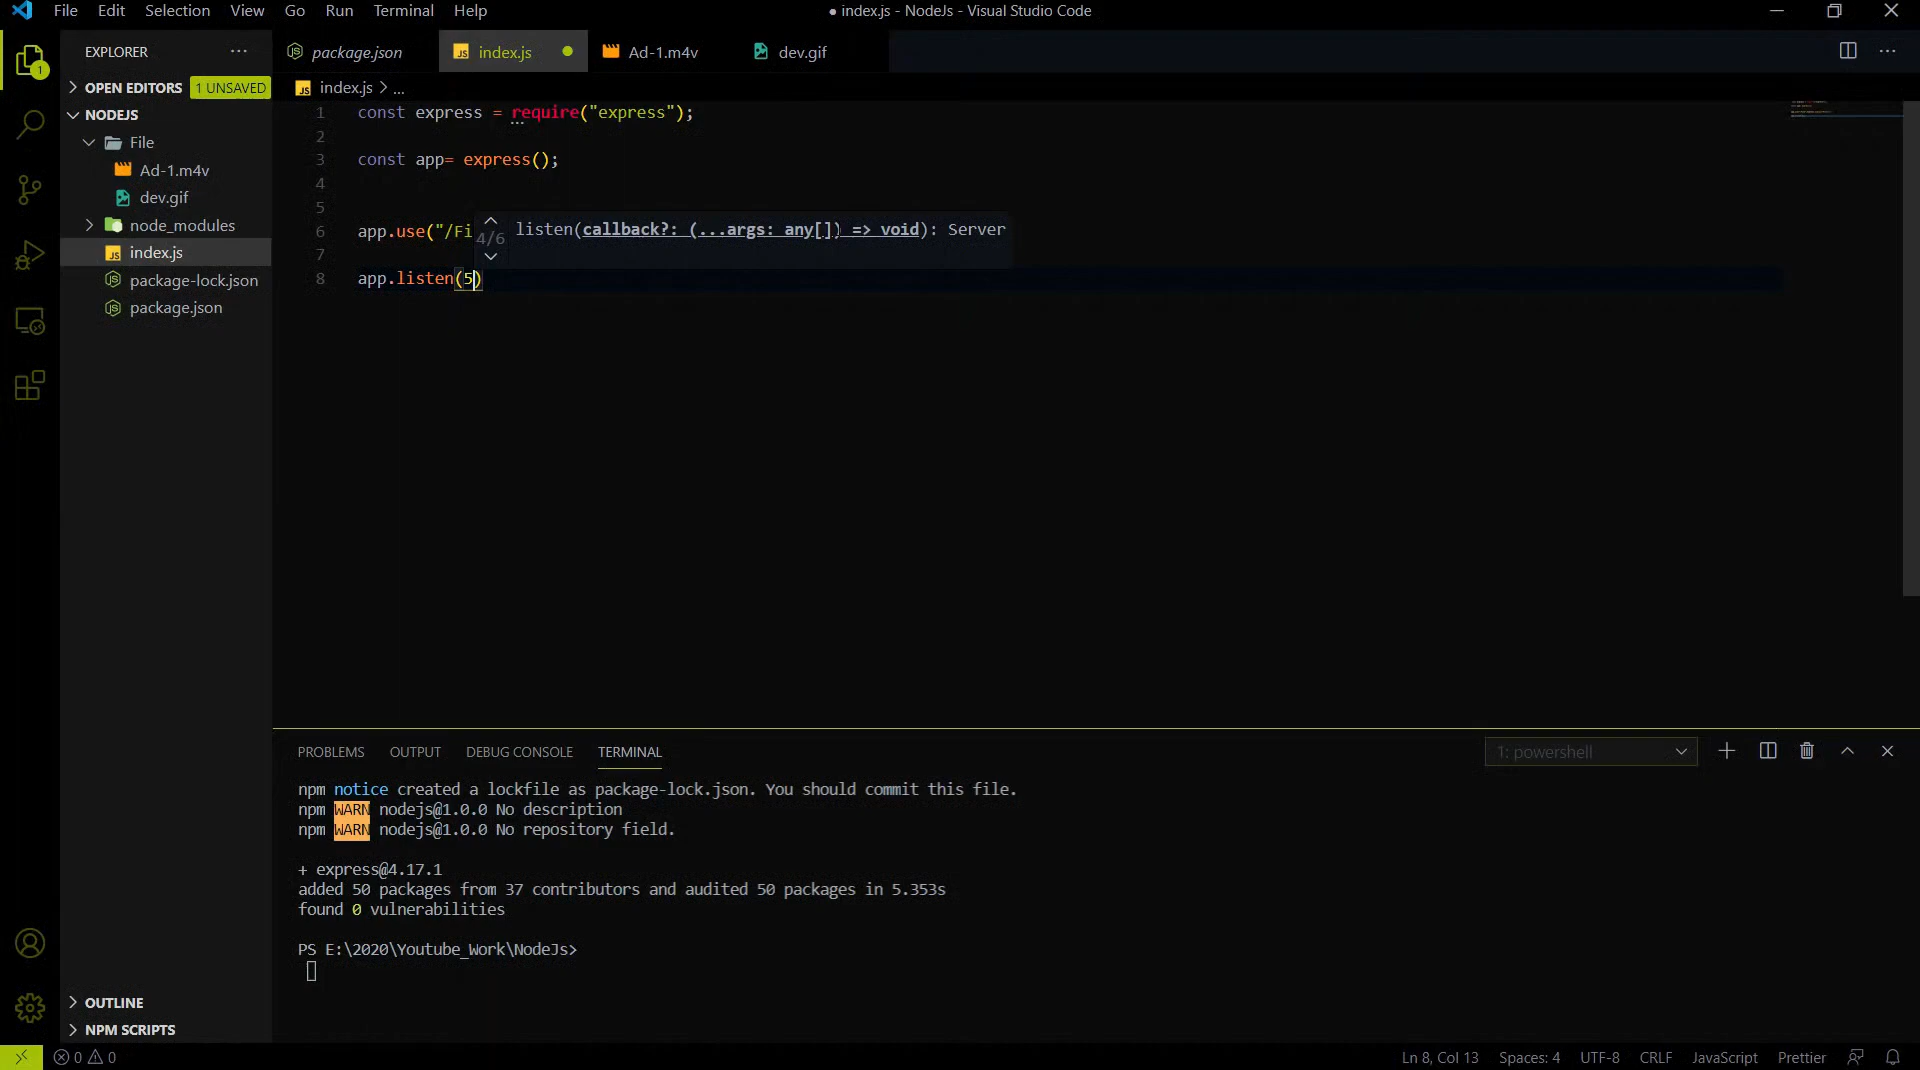 File Edit Selection View Go Run Terminal Help ● index.js - NodeJs - Visual Studio Code
EXPLORER ... package.json JS index.js Ad-1.m4v dev.gif ...
OPEN EDITORS 1 UNSAVED
JS index.js > ...
NODEJS
File
Ad-1.m4v
dev.gif
node_modules
JS index.js
package-lock.json
package.json
OUTLINE
NPM SCRIPTS
1
1 const express = require("express");
2
3 const app= express();
4
5
6 app.use("/Fi
4/6 listen(callback?: (...args: any[]) => void): Server
7
8 app.listen(5)
PROBLEMS OUTPUT DEBUG CONSOLE TERMINAL 1: powershell
npm notice created a lockfile as package-lock.json. You should commit this file.
npm WARN nodejs@1.0.0 No description
npm WARN nodejs@1.0.0 No repository field.
+ express@4.17.1
added 50 packages from 37 contributors and audited 50 packages in 5.353s
found 0 vulnerabilities
PS E:\2020\Youtube_Work\NodeJs>
0 0 Ln 8, Col 13 Spaces: 4 UTF-8 CRLF JavaScript Prettier